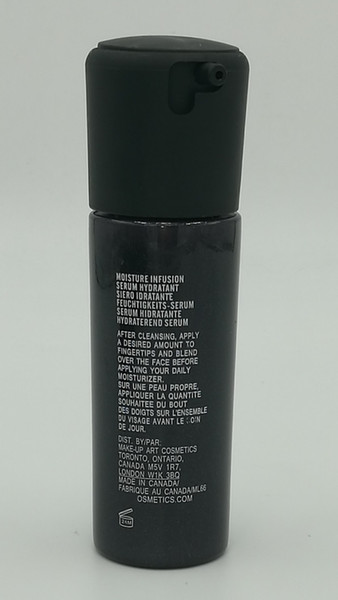 MOISTURE INFUSION
SERUM HYDRATANT
SIERO IDRATANTE
FEUCHTIGKEITS-SERUM
SERUM HIDRATANTE
HYDRATEREND SERUM
AFTER CLEANSING, APPLY
A DESIRED AMOUNT TO
FINGERTIPS AND BLEND
OVER THE FACE BEFORE
APPLYING YOUR DAILY
MOISTURIZER.
SUR UNE PEAU PROPRE,
APPLIQUER LA QUANTITÉ
SOUHAITEE DU BOUT
DES DOIGTS SUR L'ENSEMBLE
DU VISAGE AVANT LE
DE JOUR.
DIST. BY/PAR:
MAKE-UP ART COSMETICS
TORONTO, ONTARIO,
CANADA M5V 1R7,
LONDON W1K 3BQ
MADE IN CANADA/
FABRIQUE AU CANADA/ML66
OSMETICS.COM